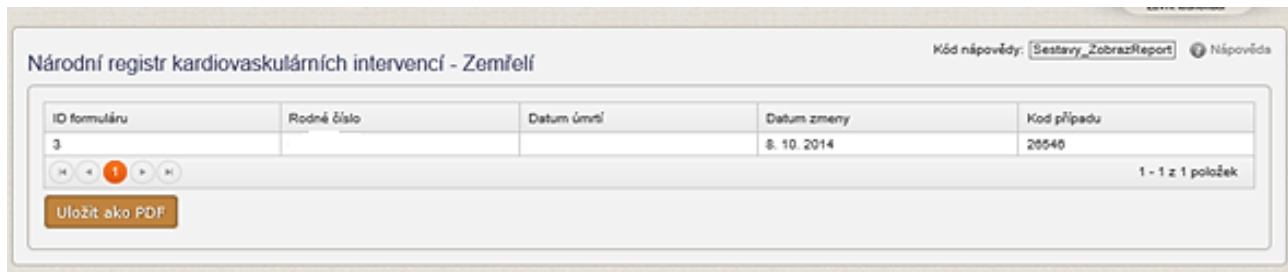 Kód nápovědy: Sestavy_ZobrazReport Nápověda
Národní registr kardiovaskulárních intervencí - Zemřelí
ID formuláru Rodné číslo Datum úmrtí Datum zmeny Kod případu
3 8. 10. 2014 26546
1 1 - 1 z 1 položek
Uložit ako PDF